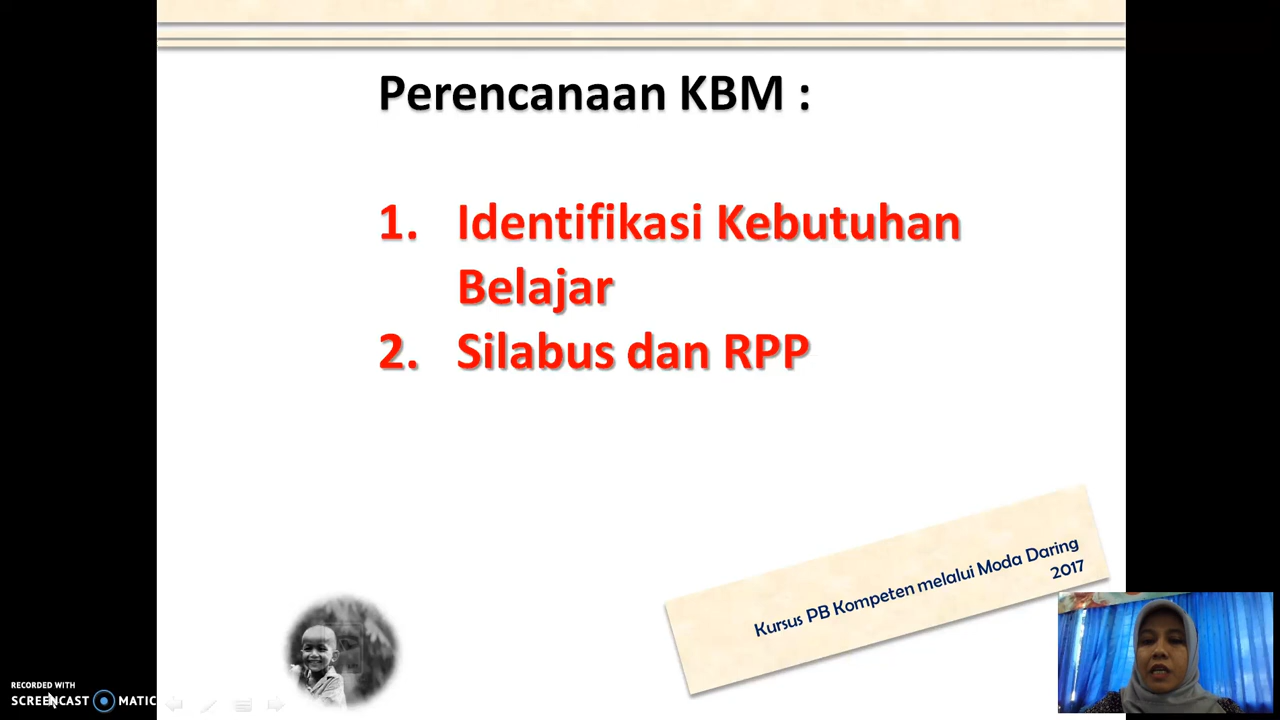 Perencanaan KBM :
1. Identifikasi Kebutuhan
Belajar
2. Silabus dan RPP
Kursus PB Kompeten melalui Moda Daring
2017
RECORDED WITH
SCREENCAST MATIC